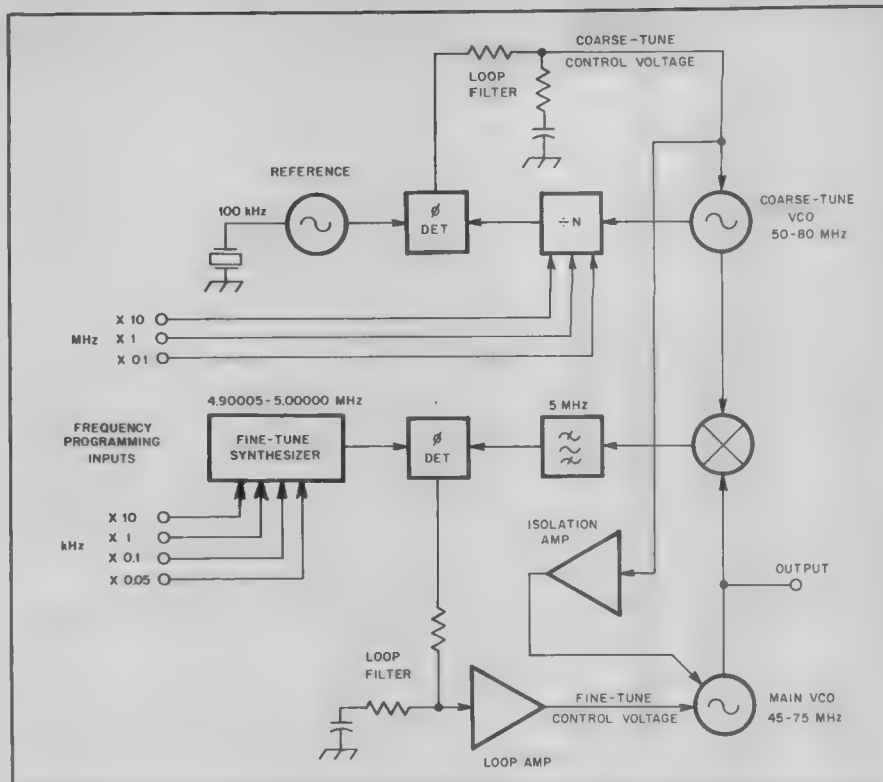 COARSE-TUNE
CONTROL VOLTAGE
LOOP
FILTER
REFERENCE
100 kHz
Ø
DET
÷N
COARSE-TUNE
VCO
50-80 MHz
X 10
MHz X 1
X 0.1
4.90005-5.00000 MHz
5 MHz
FREQUENCY
PROGRAMMING
INPUTS
FINE-TUNE
SYNTHESIZER
Ø
DET
X 10
kHz X 1
X 0.1
X 0.05
ISOLATION
AMP
OUTPUT
LOOP
FILTER
FINE-TUNE
CONTROL VOLTAGE
MAIN VCO
45-75 MHz
LOOP AMP